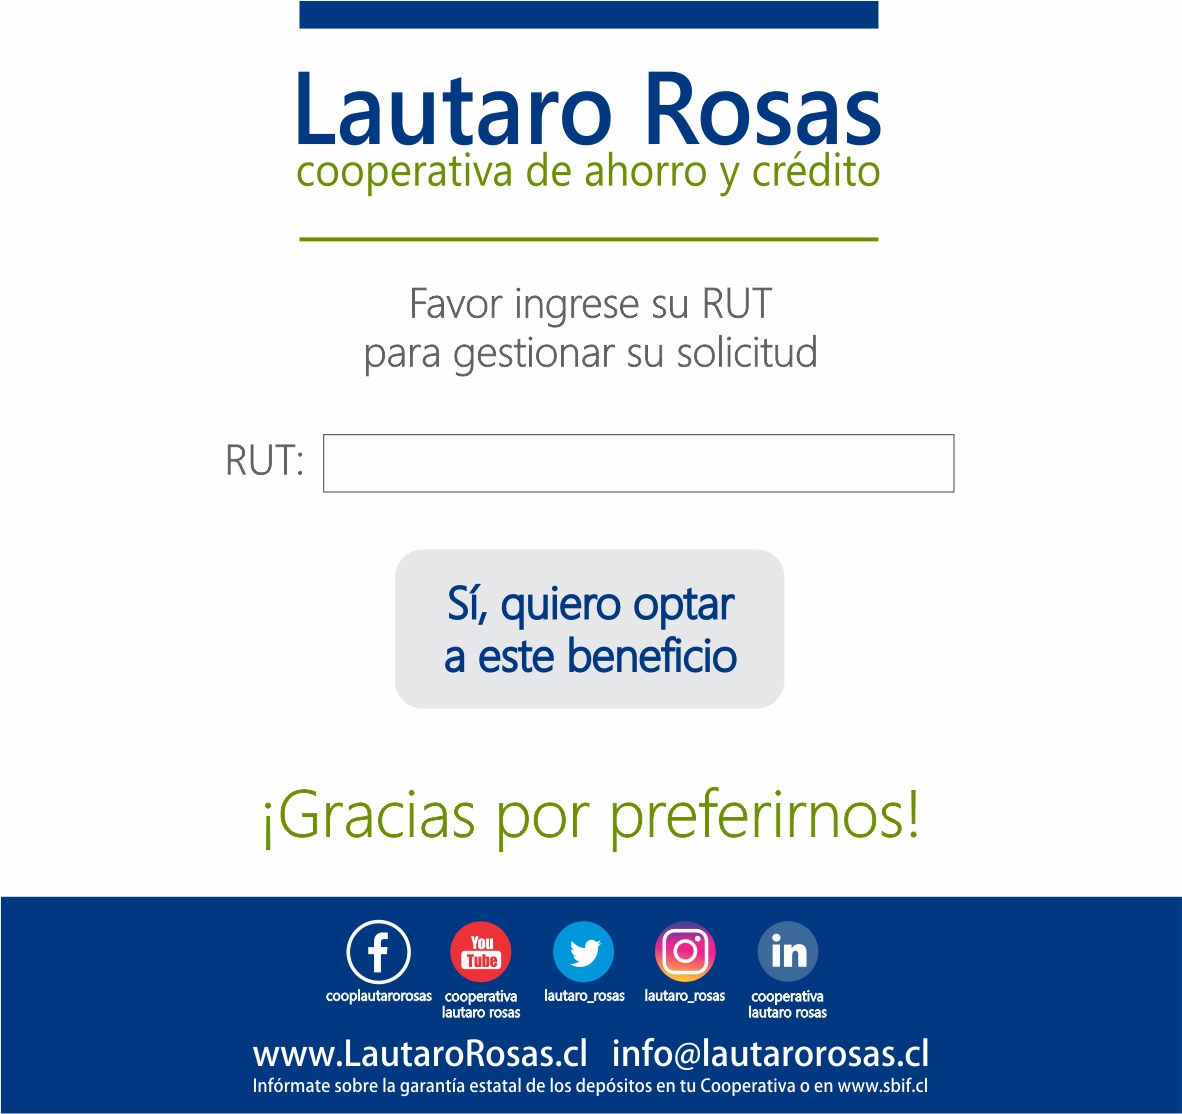 Lautaro Rosas
cooperativa de ahorro y crédito
Favor ingrese su RUT
para gestionar su solicitud
RUT:
Sí, quiero optar
a este beneficio
¡Gracias por preferirnos!
f
You
Tube
in
cooplautarorosas
cooperativa
lautaro rosas
lautaro_rosas
lautaro_rosas
cooperativa
lautaro rosas
www.LautaroRosas.cl info@lautarorosas.cl
Infórmate sobre la garantía estatal de los depósitos en tu Cooperativa o en www.sbif.cl